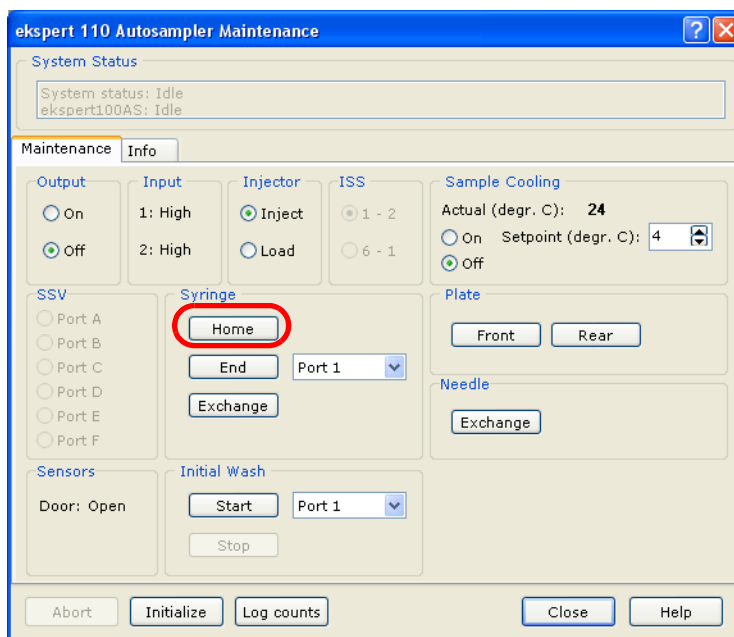 ekspert 110 Autosampler Maintenance
System Status
System status: Idle
ekspert100AS: Idle
Maintenance Info
Output Input Injector ISS Sample Cooling
On 1: High Inject 1 - 2 Actual (degr. C): 24
On Setpoint (degr. C): 4
Off 2: High Load 6 - 1 Off
SSV Syringe Plate
Port A
Home Front Rear
Port B
Port C
End Port 1
Port D
Needle
Port E
Exchange Exchange
Port F
Sensors Initial Wash
Door: Open Start Port 1
Stop
Abort Initialize Log counts Close Help